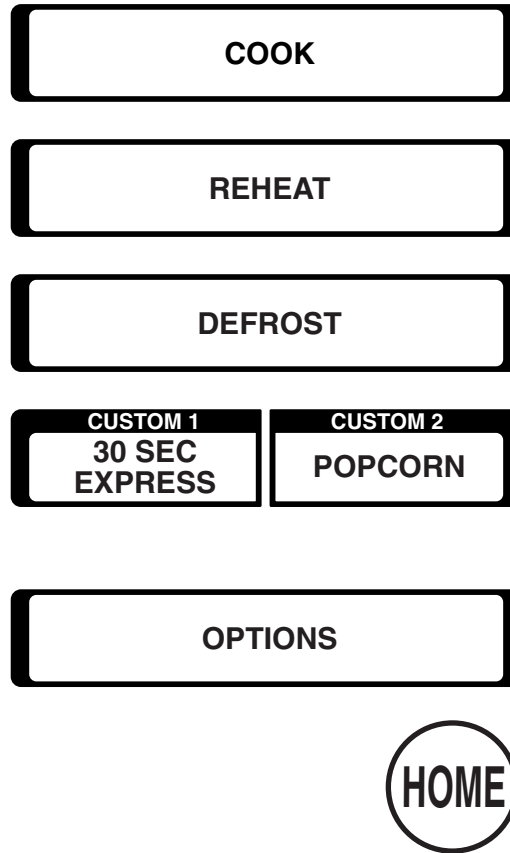 COOK
REHEAT
DEFROST
CUSTOM 1
30 SEC
EXPRESS
CUSTOM 2
POPCORN
OPTIONS
HOME